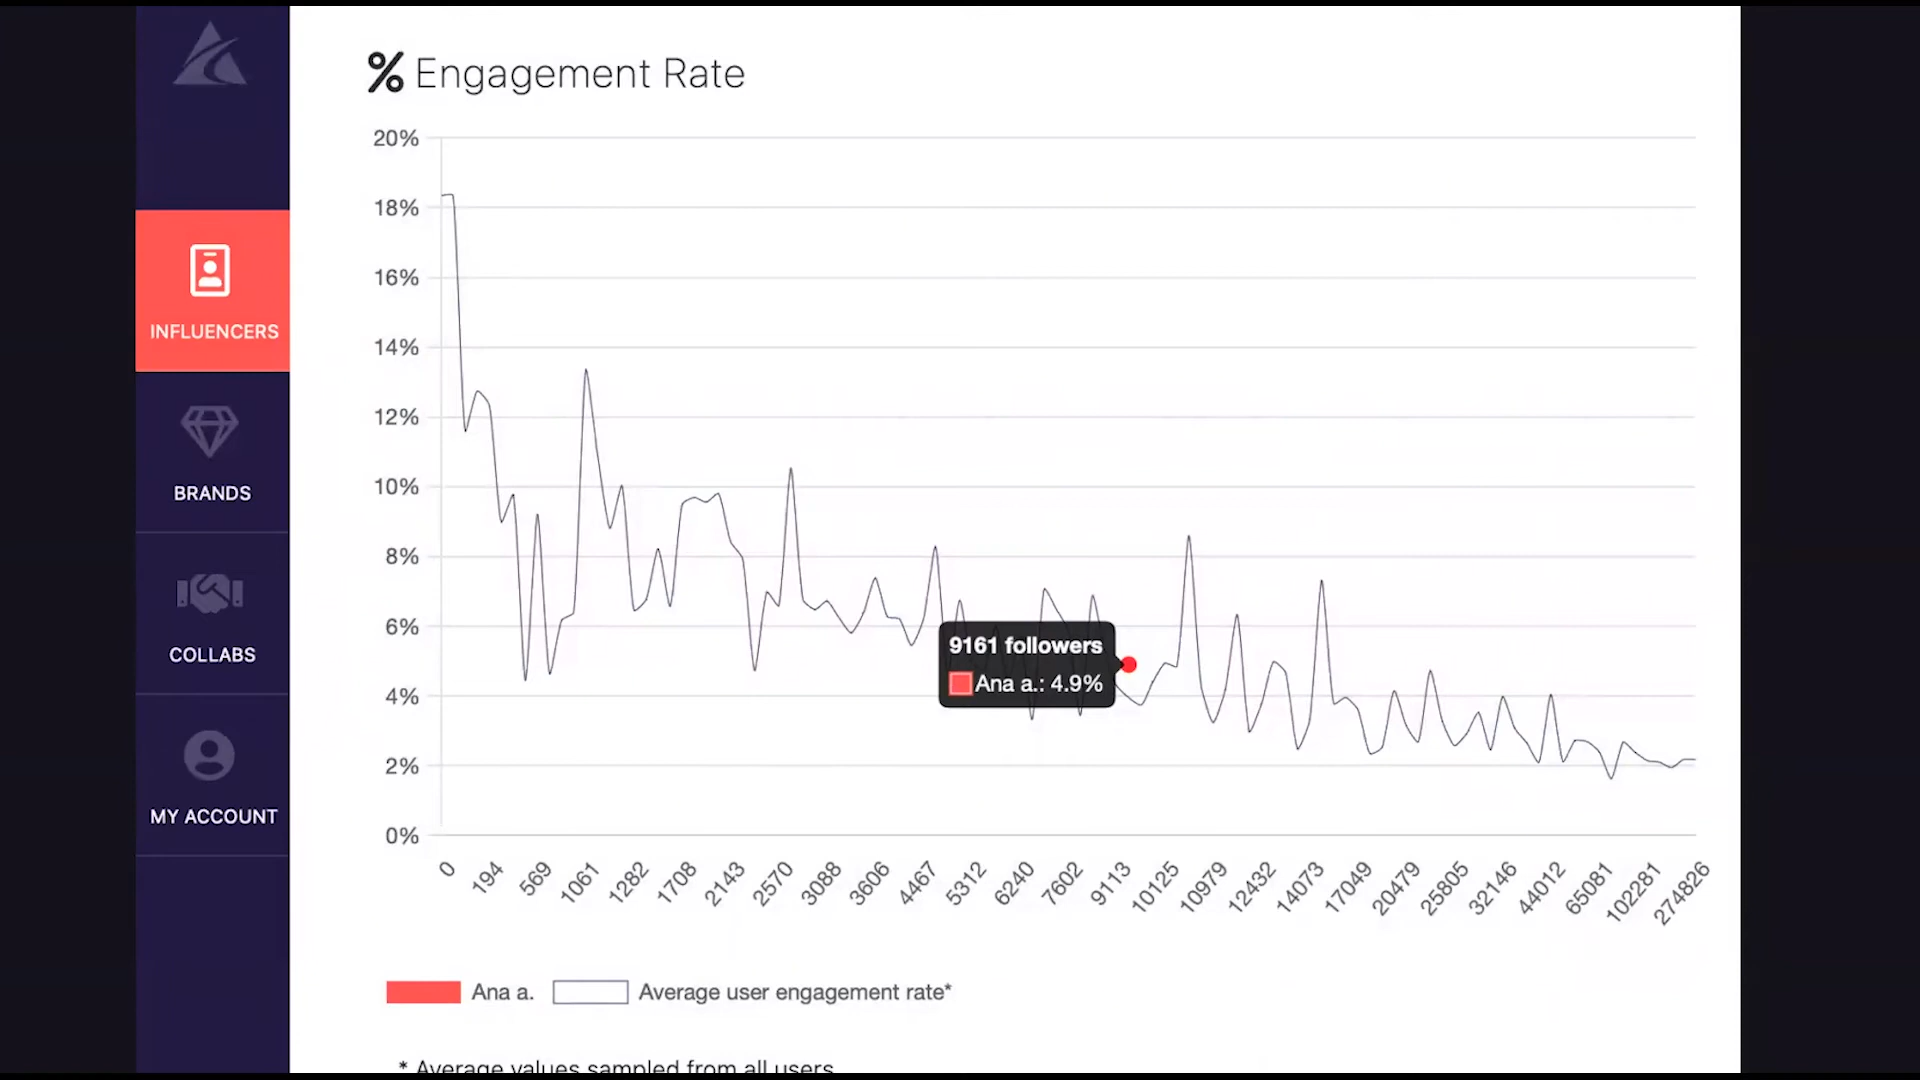 % Engagement Rate
20%
18%
16%
14%
12%
10%
8%
6%
4%
2%
0%
INFLUENCERS
BRANDS
COLLABS
MY ACCOUNT
9161 followers
Ana a.: 4.9%
0 194 569 1061 1282 1708 2143 2570 3088 3606 4467 5312 6240 7602 9113 10125 10979 12432 14073 17049 20479 25805 32146 44012 65081 102281 274826
Ana a. Average user engagement rate*
* Average values sampled from all users